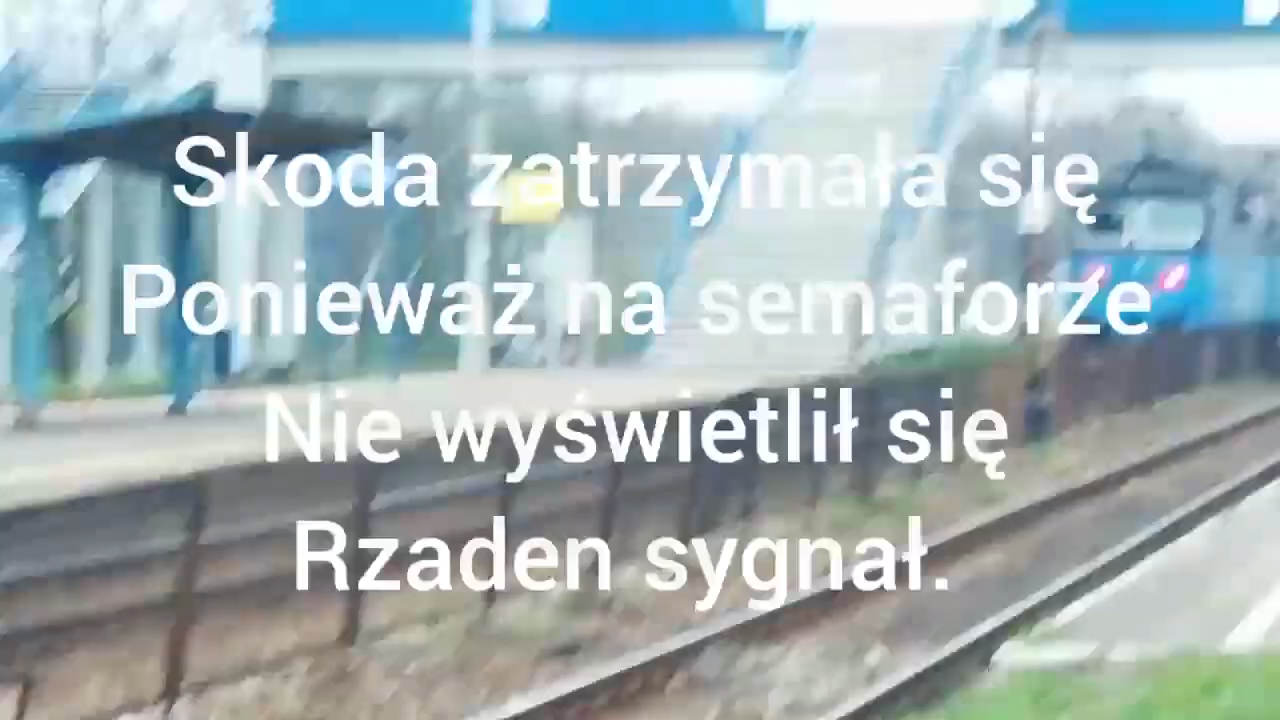 Skoda zatrzymała się
Ponieważ na semaforze
Nie wyświetlił się
Rzaden sygnał.